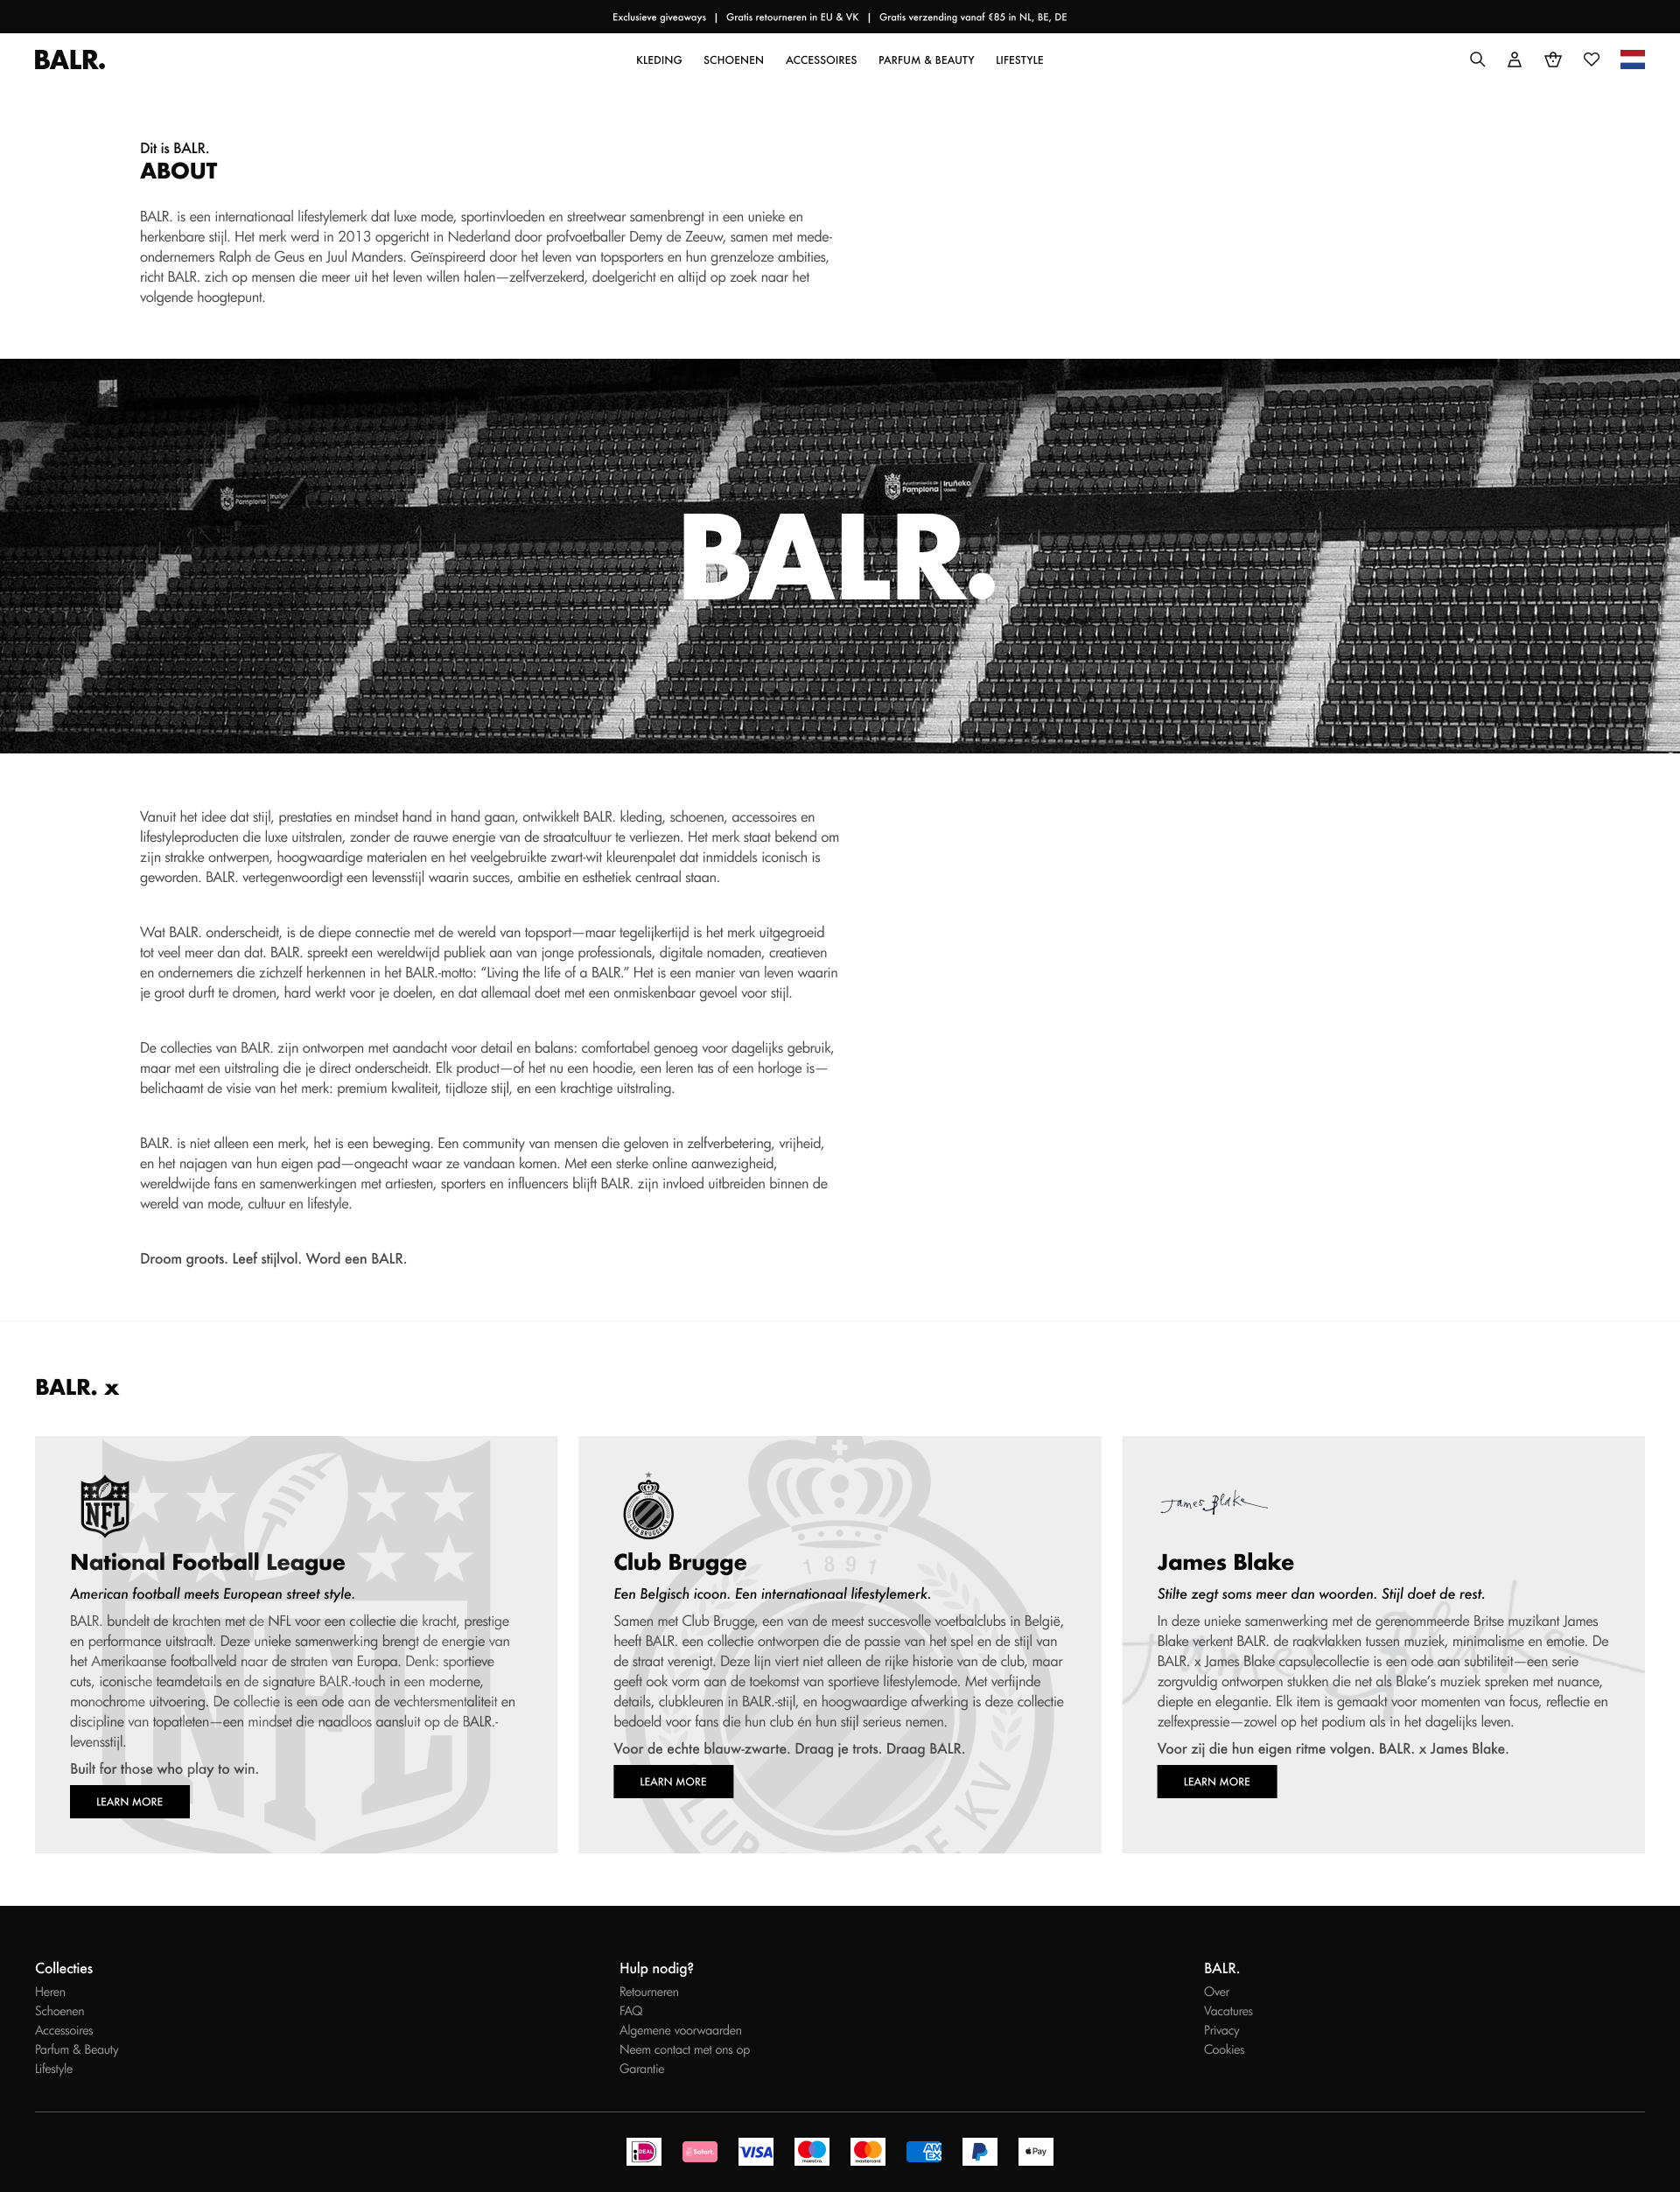 Exclusieve giveaways | Gratis retourneren in EU & VK | Gratis verzending vanaf €85 in NL, BE, DE
BALR.
KLEDING SCHOENEN ACCESSOIRES PARFUM & BEAUTY LIFESTYLE
Dit is BALR.
ABOUT
BALR. is een internationaal lifestylemerk dat luxe mode, sportinvloeden en streetwear samenbrengt in een unieke en
herkenbare stijl. Het merk werd in 2013 opgericht in Nederland door profvoetballer Demy de Zeeuw, samen met mede-
ondernemers Ralph de Geus en Juul Manders. Geïnspireerd door het leven van topsporters en hun grenzeloze ambities,
richt BALR. zich op mensen die meer uit het leven willen halen—zelfverzekerd, doelgericht en altijd op zoek naar het
volgende hoogtepunt.
Pamplona | Iruñeko
Pamplona | Iruñeko
BALR.
Vanuit het idee dat stijl, prestaties en mindset hand in hand gaan, ontwikkelt BALR. kleding, schoenen, accessoires en
lifestyleproducten die luxe uitstralen, zonder de rauwe energie van de straatcultuur te verliezen. Het merk staat bekend om
zijn strakke ontwerpen, hoogwaardige materialen en het veelgebruikte zwart-wit kleurenpalet dat inmiddels iconisch is
geworden. BALR. vertegenwoordigt een levensstijl waarin succes, ambitie en esthetiek centraal staan.
Wat BALR. onderscheidt, is de diepe connectie met de wereld van topsport—maar tegelijkertijd is het merk uitgegroeid
tot veel meer dan dat. BALR. spreekt een wereldwijd publiek aan van jonge professionals, digitale nomaden, creatieven
en ondernemers die zichzelf herkennen in het BALR.-motto: “Living the life of a BALR.” Het is een manier van leven waarin
je groot durft te dromen, hard werkt voor je doelen, en dat allemaal doet met een onmiskenbaar gevoel voor stijl.
De collecties van BALR. zijn ontworpen met aandacht voor detail en balans: comfortabel genoeg voor dagelijks gebruik,
maar met een uitstraling die je direct onderscheidt. Elk product—of het nu een hoodie, een leren tas of een horloge is—
belichaamt de visie van het merk: premium kwaliteit, tijdloze stijl, en een krachtige uitstraling.
BALR. is niet alleen een merk, het is een beweging. Een community van mensen die geloven in zelfverbetering, vrijheid,
en het najagen van hun eigen pad—ongeacht waar ze vandaan komen. Met een sterke online aanwezigheid,
wereldwijde fans en samenwerkingen met artiesten, sporters en influencers blijft BALR. zijn invloed uitbreiden binnen de
wereld van mode, cultuur en lifestyle.
Droom groots. Leef stijlvol. Word een BALR.
BALR. x
NFL
National Football League
American football meets European street style.
BALR. bundelt de krachten met de NFL voor een collectie die kracht, prestige
en performance uitstraalt. Deze unieke samenwerking brengt de energie van
het Amerikaanse footballveld naar de straten van Europa. Denk: sportieve
cuts, iconische teamdetails en de signature BALR.-touch in een moderne,
monochrome uitvoering. De collectie is een ode aan de vechtersmentaliteit en
discipline van topatleten—een mindset die naadloos aansluit op de BALR.-
levensstijl.
Built for those who play to win.
LEARN MORE
CLUB BRUGGE KV
1891
Club Brugge
Een Belgisch icoon. Een internationaal lifestylemerk.
Samen met Club Brugge, een van de meest succesvolle voetbalclubs in België,
heeft BALR. een collectie ontworpen die de passie van het spel en de stijl van
de straat verenigt. Deze lijn viert niet alleen de rijke historie van de club, maar
geeft ook vorm aan de toekomst van sportieve lifestylemode. Met verfijnde
details, clubkleuren in BALR.-stijl, en hoogwaardige afwerking is deze collectie
bedoeld voor fans die hun club én hun stijl serieus nemen.
Voor de echte blauw-zwarte. Draag je trots. Draag BALR.
LEARN MORE
James Blake
James Blake
Stilte zegt soms meer dan woorden. Stijl doet de rest.
In deze unieke samenwerking met de gerenommeerde Britse muzikant James
Blake verkent BALR. de raakvlakken tussen muziek, minimalisme en emotie. De
BALR. x James Blake capsulecollectie is een ode aan subtiliteit—een serie
zorgvuldig ontworpen stukken die net als Blake’s muziek spreken met nuance,
diepte en elegantie. Elk item is gemaakt voor momenten van focus, reflectie en
zelfexpressie—zowel op het podium als in het dagelijks leven.
Voor zij die hun eigen ritme volgen. BALR. x James Blake.
LEARN MORE
Collecties
Heren
Schoenen
Accessoires
Parfum & Beauty
Lifestyle
Hulp nodig?
Retourneren
FAQ
Algemene voorwaarden
Neem contact met ons op
Garantie
BALR.
Over
Vacatures
Privacy
Cookies
iDEAL Sofort. VISA maestro mastercard AMEX Pay